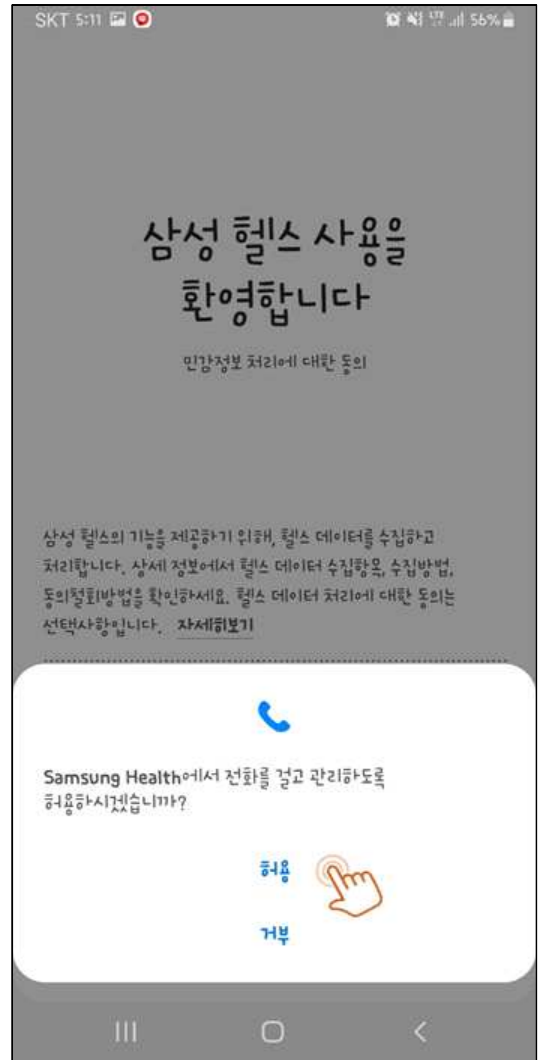 SKT 5:11 LTE 56%
삼성 헬스 사용을
환영합니다
민감정보 처리에 대한 동의
삼성 헬스의 기능을 제공하기 위해, 헬스 데이터를 수집하고
처리합니다. 상세 정보에서 헬스 데이터 수집항목, 수집방법,
동의철회방법을 확인하세요. 헬스 데이터 처리에 대한 동의는
선택사항입니다. 자세히보기
Samsung Health에서 전화를 걸고 관리하도록
허용하시겠습니까?
허용
거부